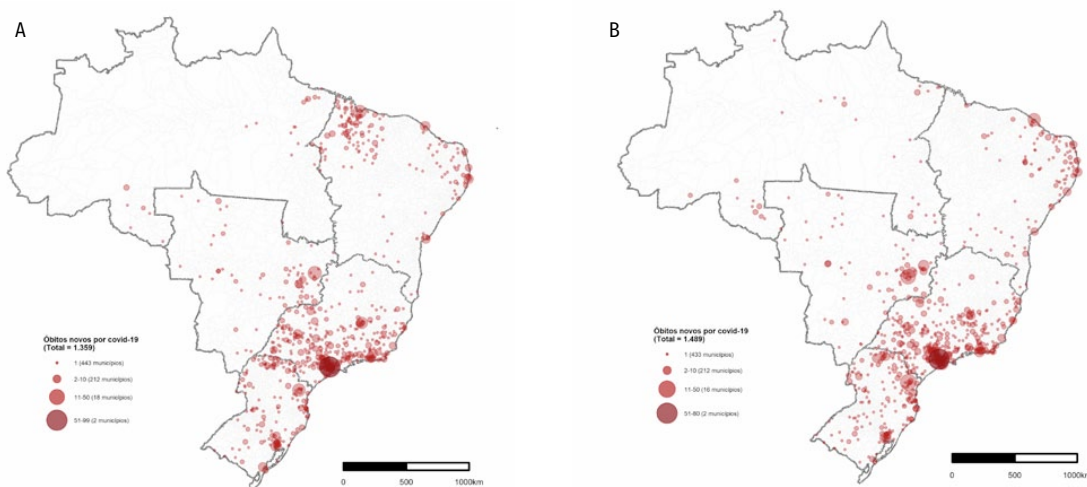 A
Óbitos novos por covid-19
(Total = 1.359)
1 (443 municípios)
2-10 (212 municípios)
11-50 (18 municípios)
51-99 (2 municípios)
0 500 1000km
B
Óbitos novos por covid-19
(Total = 1.489)
1 (433 municípios)
2-10 (212 municípios)
11-50 (16 municípios)
51-80 (2 municípios)
0 500 1000km